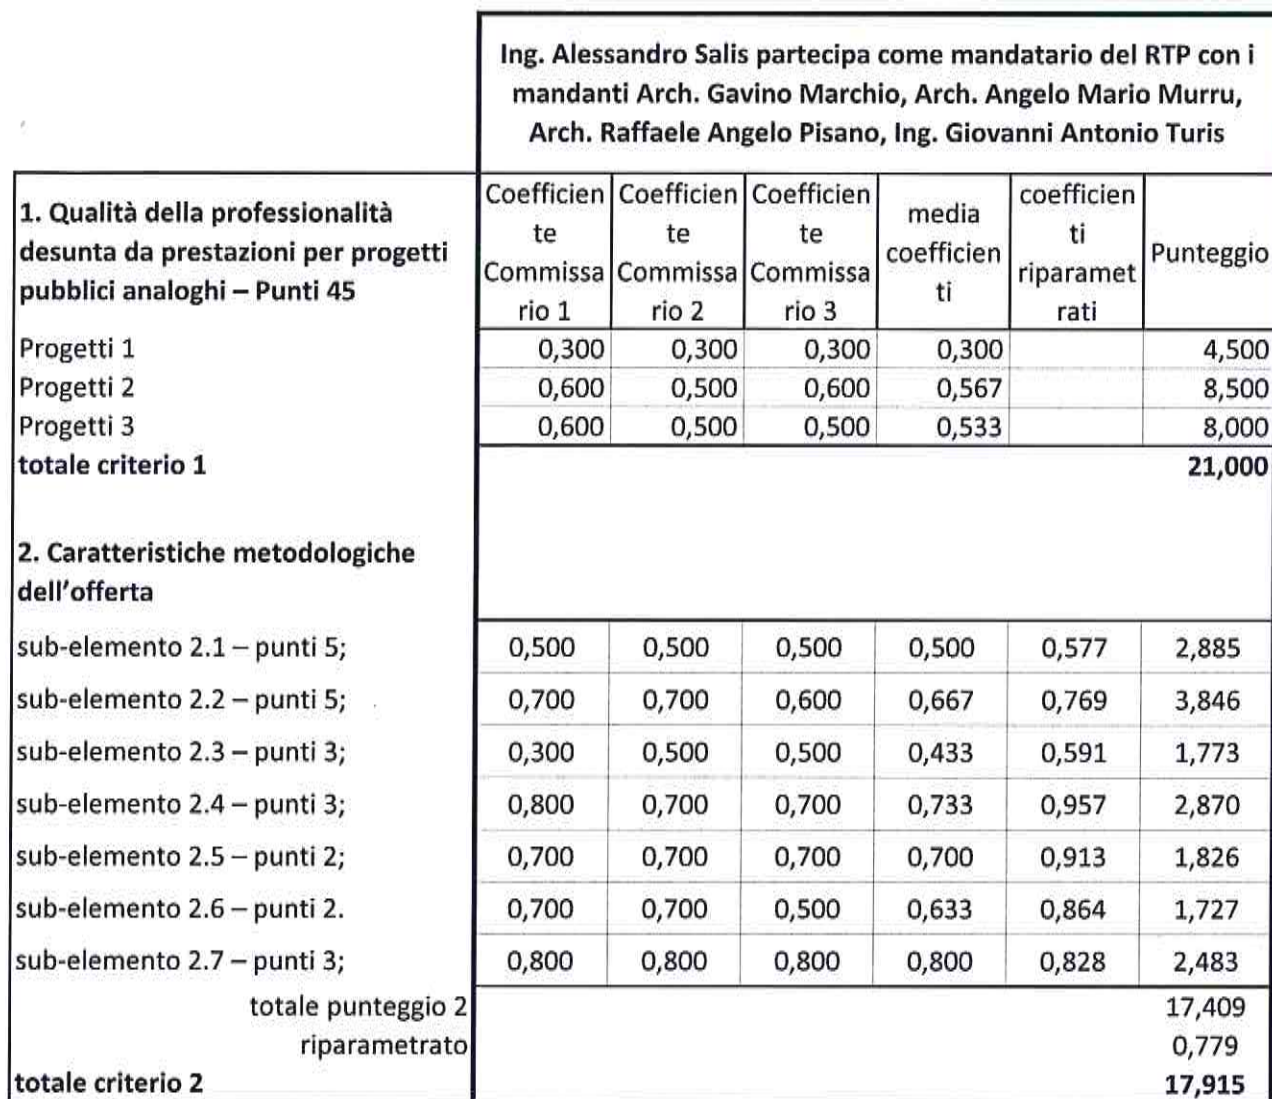 Ing. Alessandro Salis partecipa come mandatario del RTP con i
mandanti Arch. Gavino Marchio, Arch. Angelo Mario Murru,
Arch. Raffaele Angelo Pisano, Ing. Giovanni Antonio Turis
1. Qualità della professionalità
desunta da prestazioni per progetti
pubblici analoghi – Punti 45
Coefficien
te
Commissa
rio 1
Coefficien
te
Commissa
rio 2
Coefficien
te
Commissa
rio 3
media
coefficien
ti
coefficien
ti
riparamet
rati
Punteggio
Progetti 1 0,300 0,300 0,300 0,300 4,500
Progetti 2 0,600 0,500 0,600 0,567 8,500
Progetti 3 0,600 0,500 0,500 0,533 8,000
totale criterio 1 21,000
2. Caratteristiche metodologiche
dell'offerta
sub-elemento 2.1 – punti 5; 0,500 0,500 0,500 0,500 0,577 2,885
sub-elemento 2.2 – punti 5; 0,700 0,700 0,600 0,667 0,769 3,846
sub-elemento 2.3 – punti 3; 0,300 0,500 0,500 0,433 0,591 1,773
sub-elemento 2.4 – punti 3; 0,800 0,700 0,700 0,733 0,957 2,870
sub-elemento 2.5 – punti 2; 0,700 0,700 0,700 0,700 0,913 1,826
sub-elemento 2.6 – punti 2. 0,700 0,700 0,500 0,633 0,864 1,727
sub-elemento 2.7 – punti 3; 0,800 0,800 0,800 0,800 0,828 2,483
totale punteggio 2 17,409
riparametrato 0,779
totale criterio 2 17,915